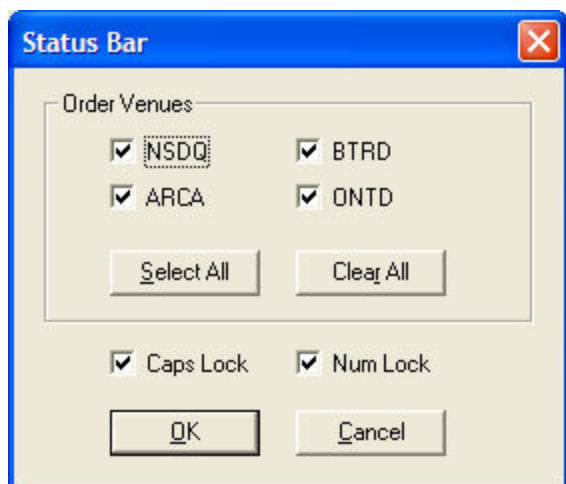 Status Bar
Order Venues
NSDQ BTRD
ARCA ONTD
Select All Clear All
Caps Lock Num Lock
OK Cancel